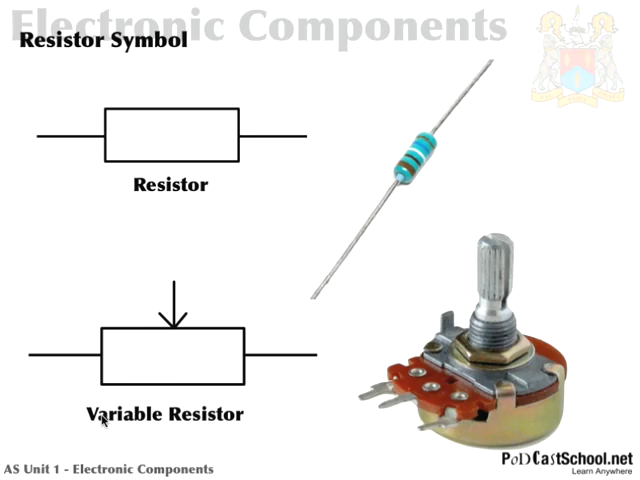 Electronic Components
Resistor Symbol
Resistor
Variable Resistor
AS Unit 1 - Electronic Components
PoDCastSchool.net
Learn Anywhere